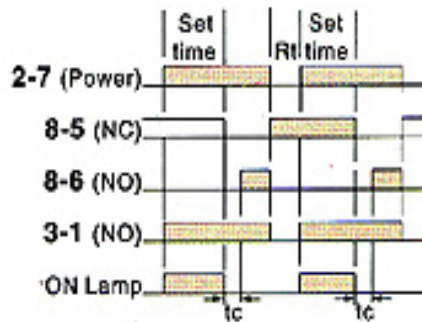 Set time Set time
Rt
2-7 (Power)
8-5 (NC)
8-6 (NO)
3-1 (NO)
ON Lamp
tc tc